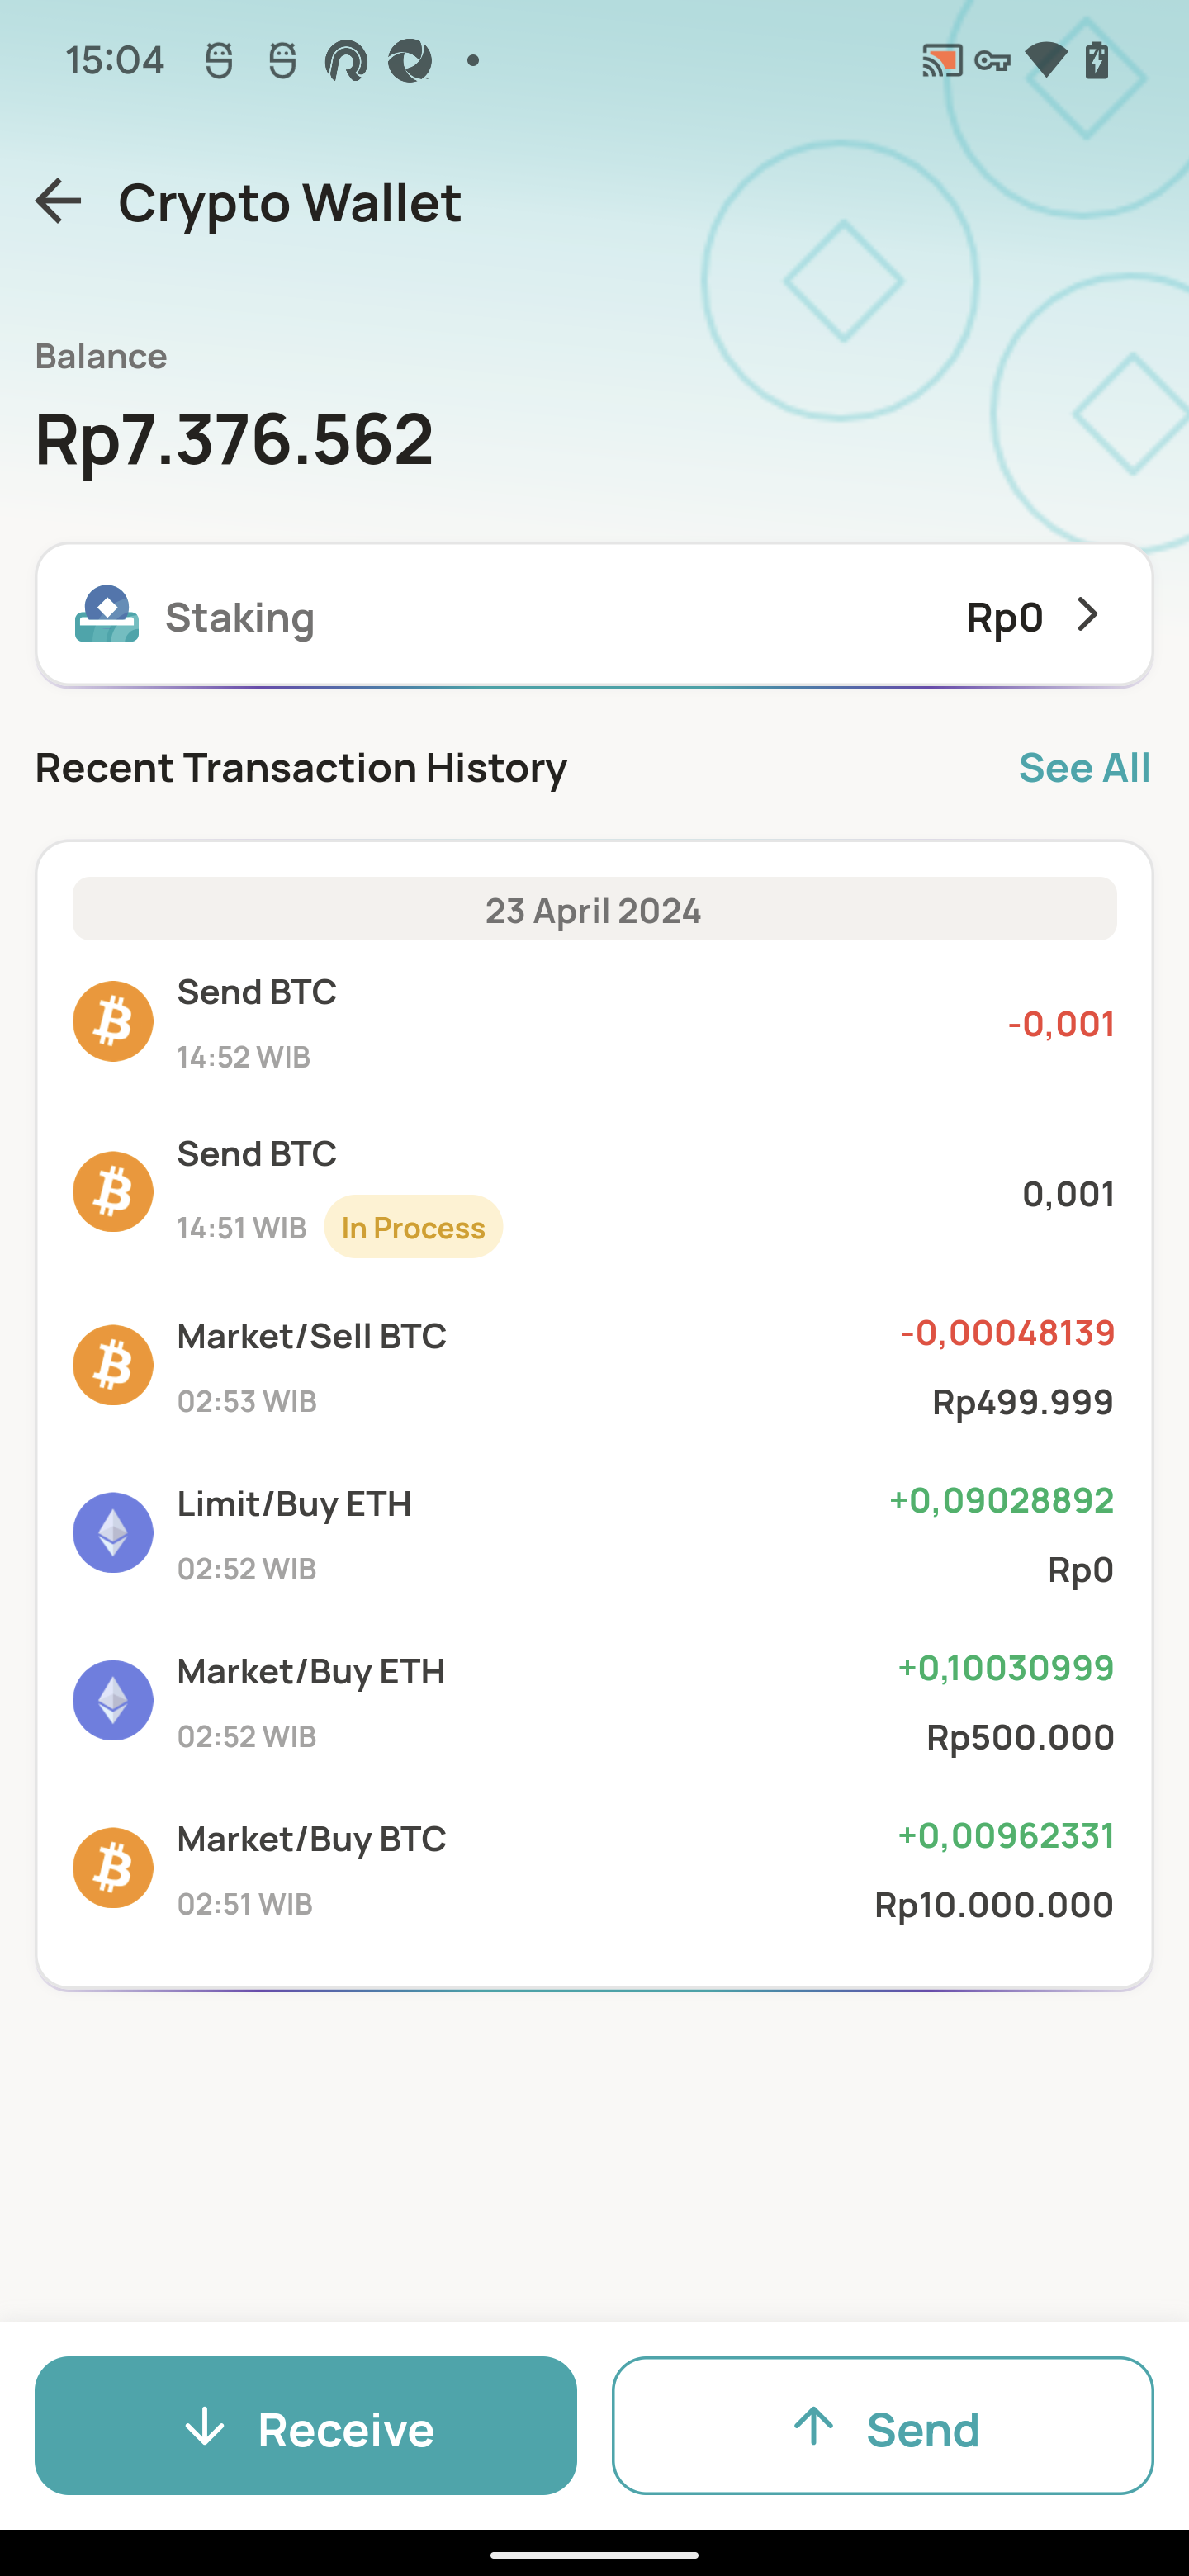 15:04
Crypto Wallet
Balance
Rp7.376.562
Staking Rp0
Recent Transaction History See All
23 April 2024
Send BTC
-0,001
14:52 WIB
Send BTC
0,001
14:51 WIB In Process
Market/Sell BTC -0,00048139
02:53 WIB Rp499.999
Limit/Buy ETH +0,09028892
02:52 WIB Rp0
Market/Buy ETH +0,10030999
02:52 WIB Rp500.000
Market/Buy BTC +0,00962331
02:51 WIB Rp10.000.000
Receive Send